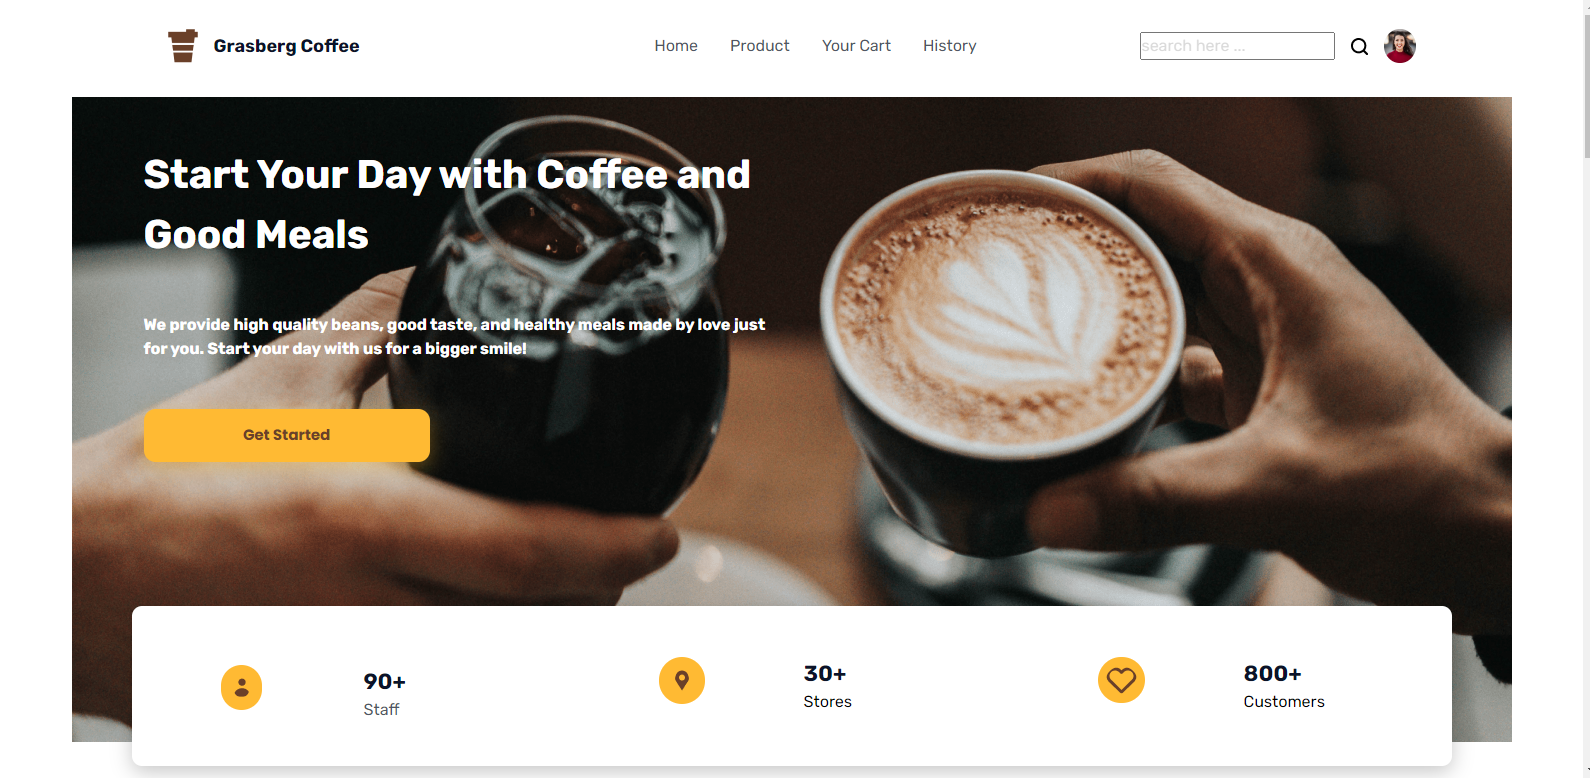 Grasberg Coffee
Home
Product
Your Cart
History
search here ...
Start Your Day with Coffee and
Good Meals
We provide high quality beans, good taste, and healthy meals made by love just
for you. Start your day with us for a bigger smile!
Get Started
90+
Staff
30+
Stores
800+
Customers